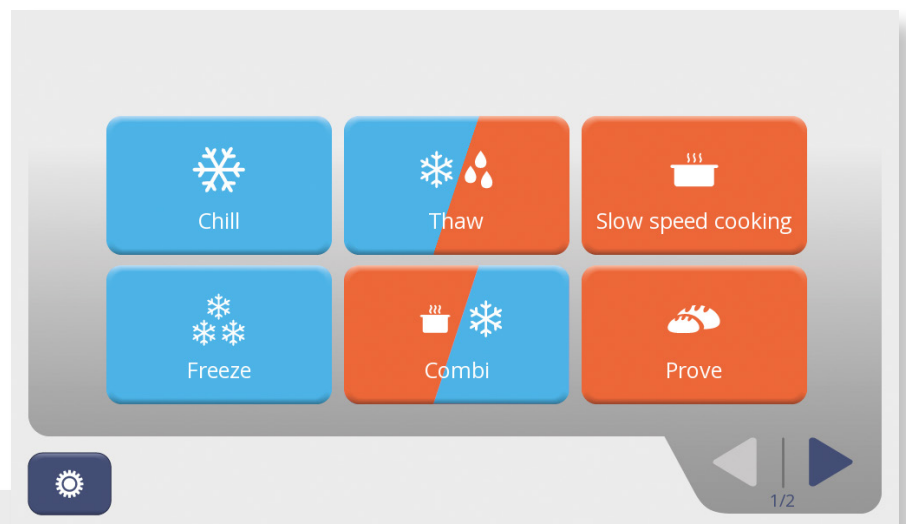 Chill
Thaw
Slow speed cooking
Freeze
Combi
Prove
1/2